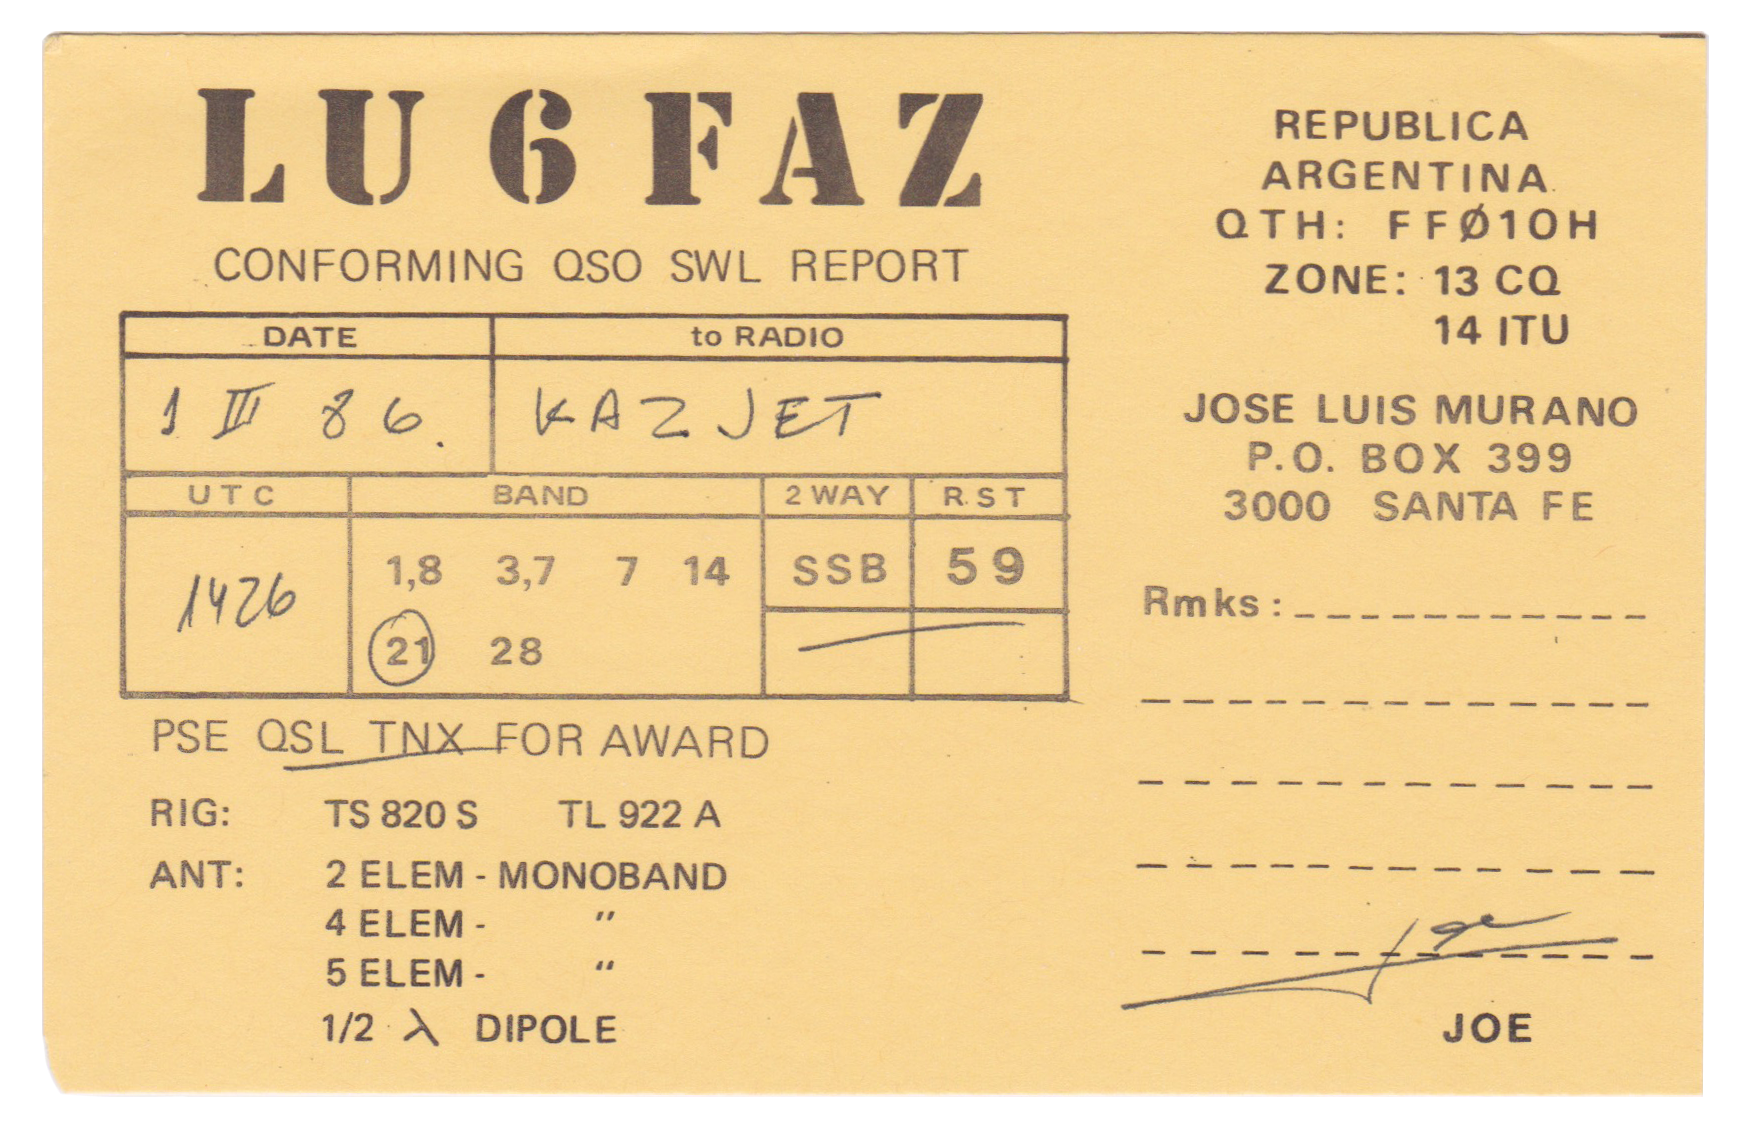 LU 6 FAZ
CONFORMING QSO SWL REPORT
DATE to RADIO
1 III 86. KAZJET
UTC BAND 2 WAY R.S T
1426
1,8 3,7 7 14 SSB 59
21 28
PSE QSL TNX FOR AWARD
RIG: TS 820 S TL 922 A
ANT: 2 ELEM - MONOBAND
4 ELEM - "
5 ELEM - "
1/2 λ DIPOLE
REPUBLICA
ARGENTINA
QTH: FFØ1OH
ZONE: 13 CQ
14 ITU
JOSE LUIS MURANO
P.O. BOX 399
3000 SANTA FE
Rmks:
Joe
JOE